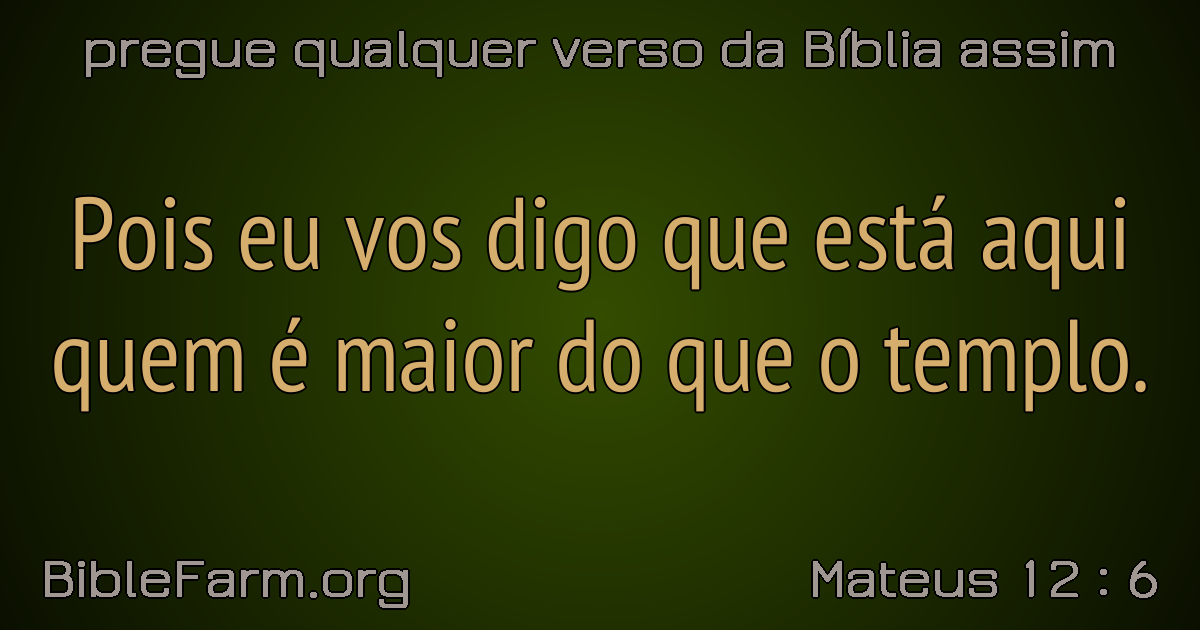 pregue qualquer verso da Bíblia assim
Pois eu vos digo que está aqui
quem é maior do que o templo.
BibleFarm.org
Mateus 12 : 6